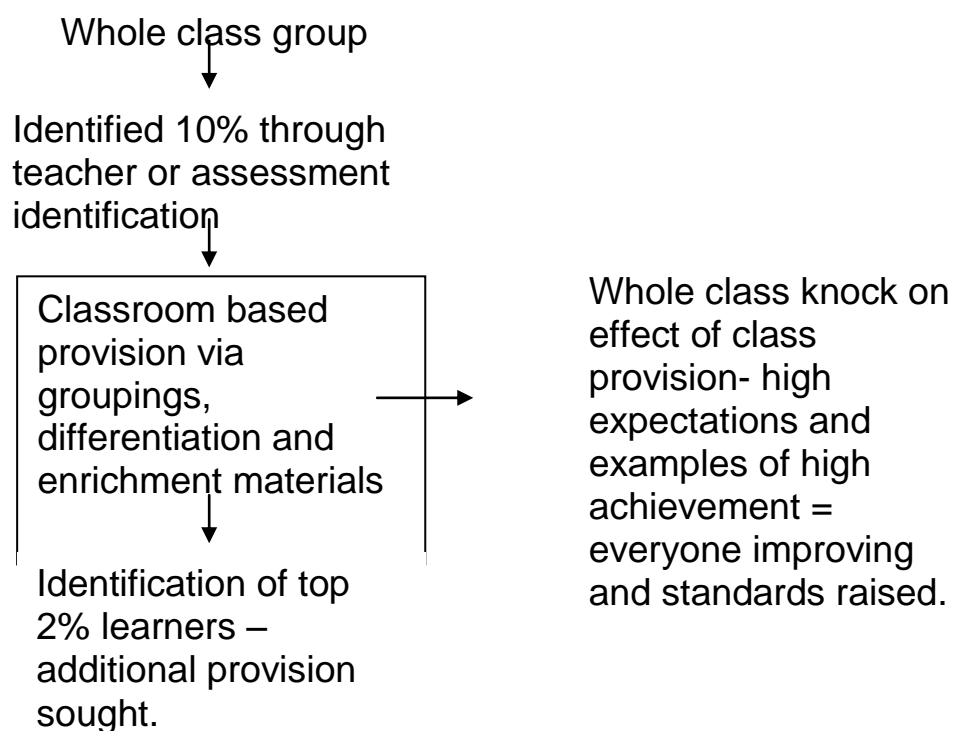 Whole class group
Identified 10% through
teacher or assessment
identification
Classroom based
provision via
groupings,
differentiation and
enrichment materials
Whole class knock on
effect of class
provision- high
expectations and
examples of high
achievement =
everyone improving
and standards raised.
Identification of top
2% learners –
additional provision
sought.